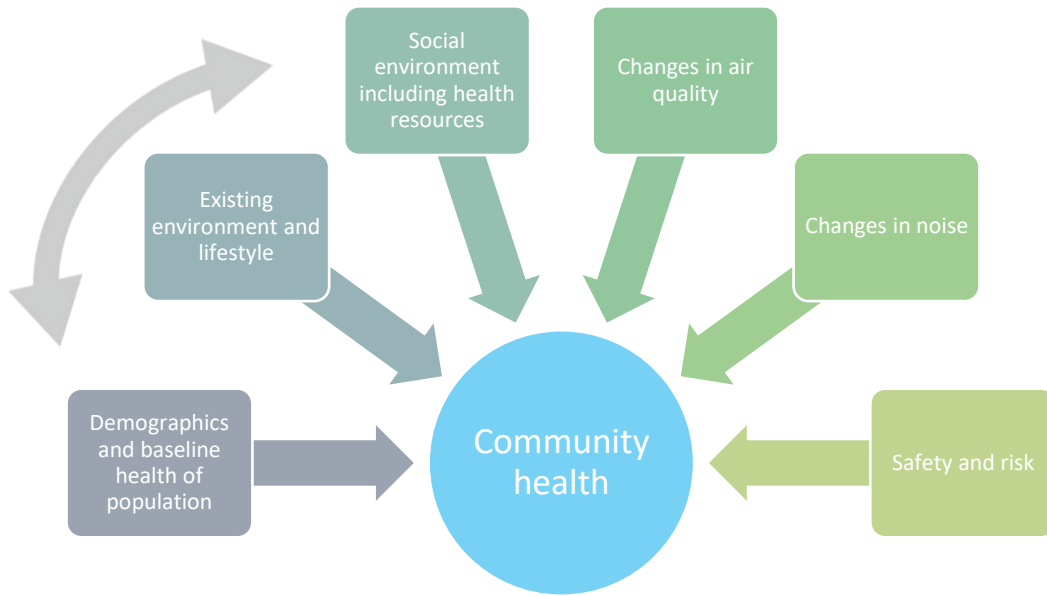 Social
environment
including health
resources
Changes in air
quality
Existing
environment and
lifestyle
Changes in noise
Demographics
and baseline
health of
population
Community
health
Safety and risk